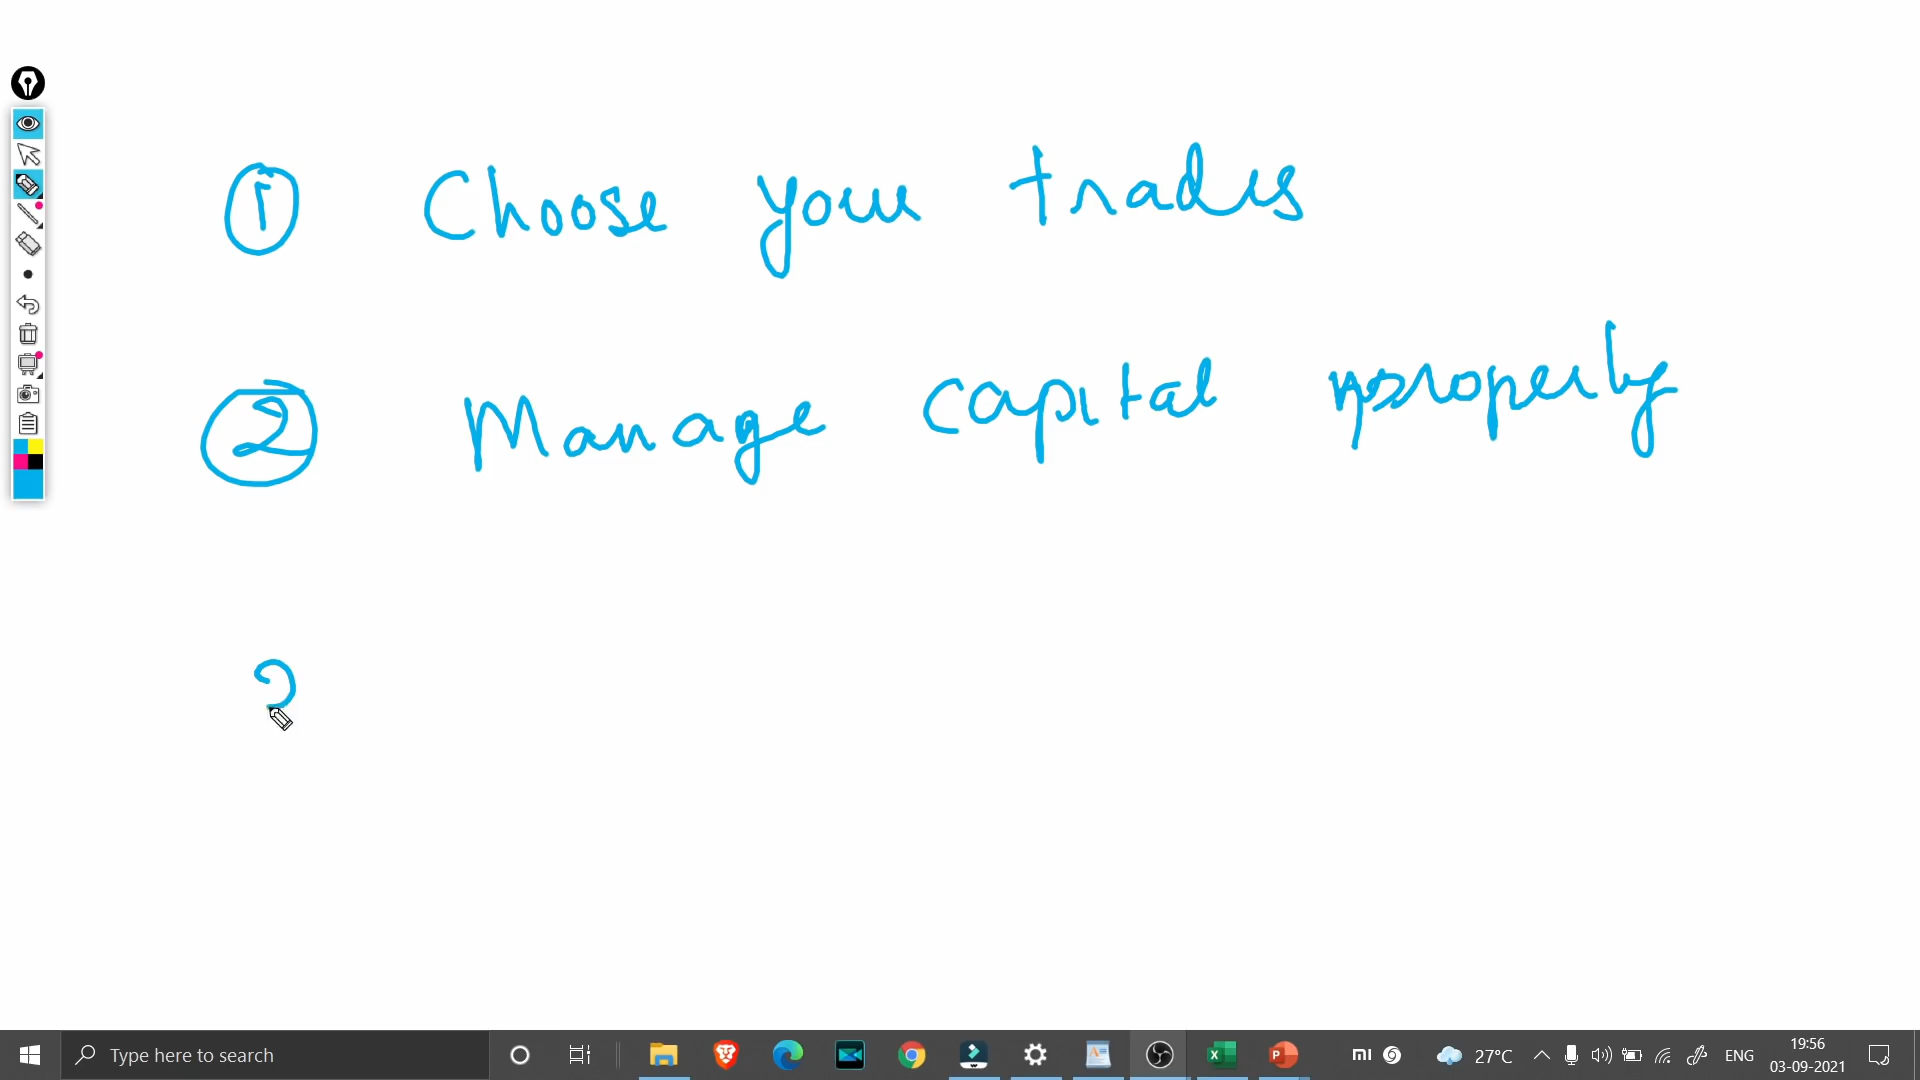 ① Choose your trades
② Manage capital properly
Type here to search
mi
27°C
ENG
19:56
03-09-2021